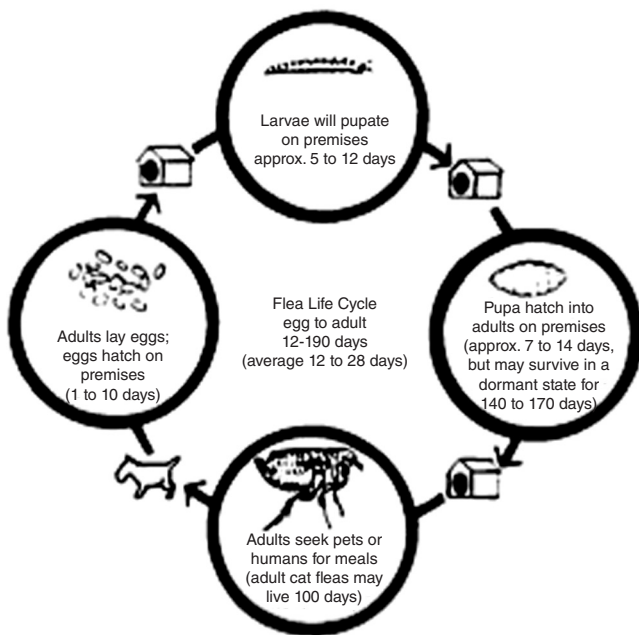 Larvae will pupate
on premises
approx. 5 to 12 days
Adults lay eggs;
eggs hatch on
premises
(1 to 10 days)
Flea Life Cycle
egg to adult
12-190 days
(average 12 to 28 days)
Pupa hatch into
adults on premises
(approx. 7 to 14 days,
but may survive in a
dormant state for
140 to 170 days)
Adults seek pets or
humans for meals
(adult cat fleas may
live 100 days)